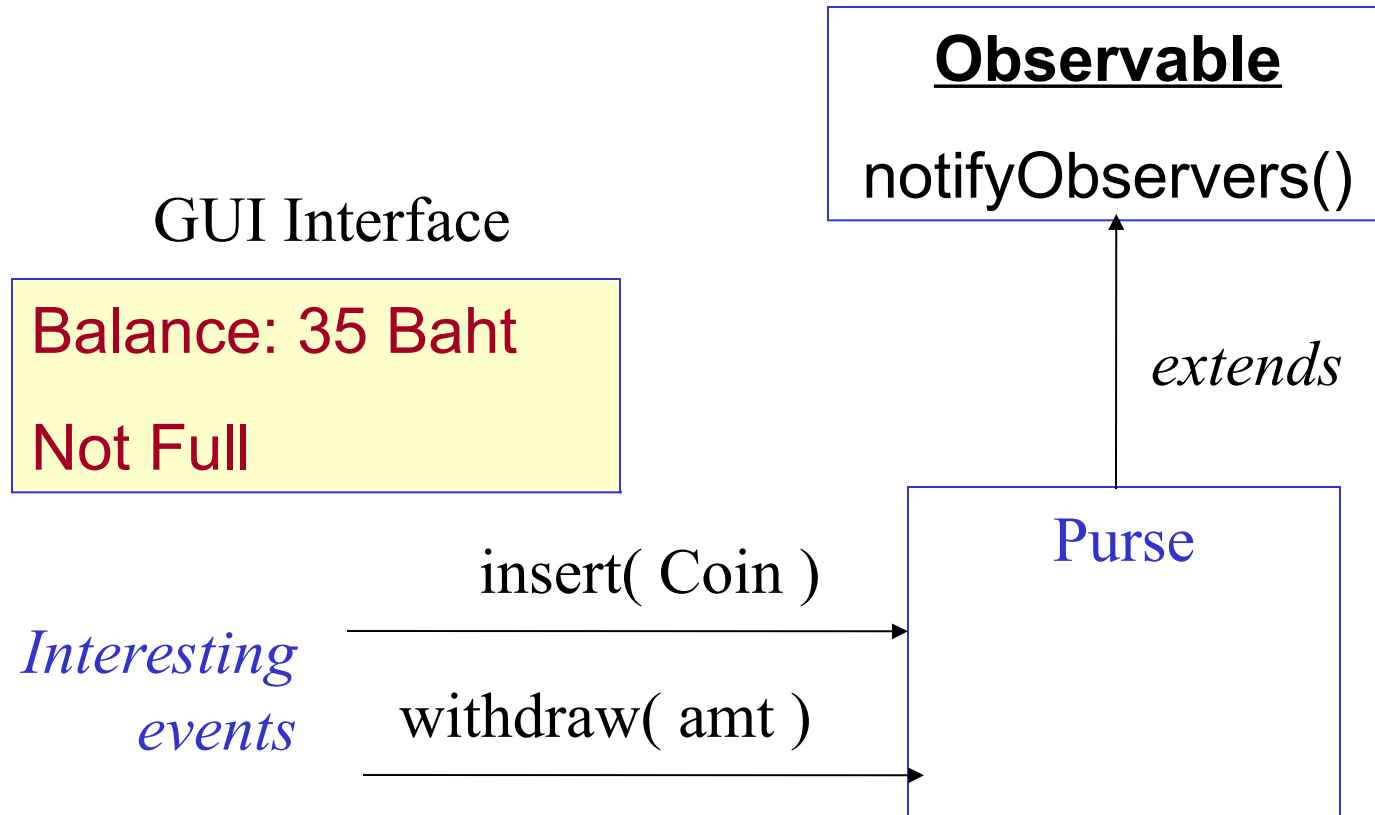 Observable
notifyObservers()
GUI Interface
Balance: 35 Baht
Not Full
extends
Purse
insert( Coin )
Interesting
events
withdraw( amt )